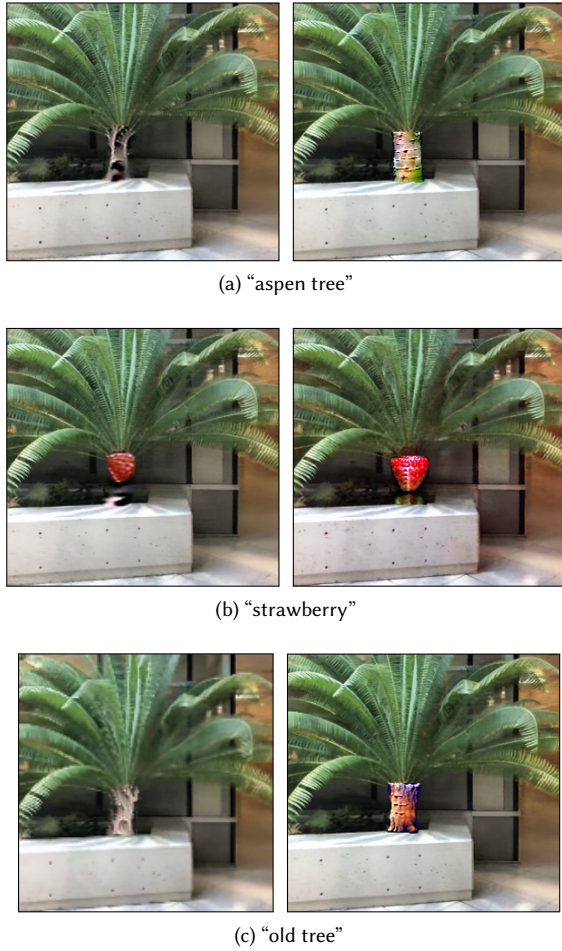 (a) “aspen tree”
(b) “strawberry”
(c) “old tree”